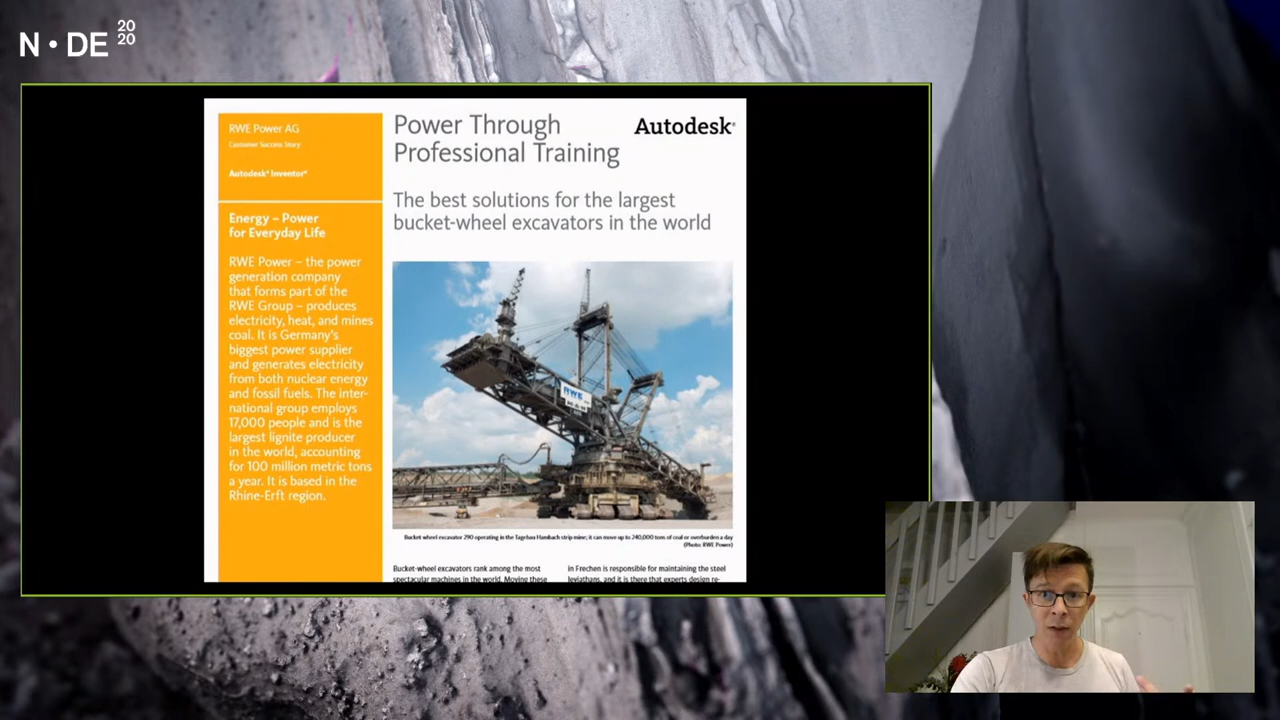 N•DE 20
20
RWE Power AG
Customer Success Story
Autodesk® Inventor®
Energy – Power
for Everyday Life
RWE Power – the power
generation company
that forms part of the
RWE Group – produces
electricity, heat, and mines
coal. It is Germany's
biggest power supplier
and generates electricity
from both nuclear energy
and fossil fuels. The inter-
national group employs
17,000 people and is the
largest lignite producer
in the world, accounting
for 100 million metric tons
a year. It is based in the
Rhine-Erft region.
Power Through
Professional Training
Autodesk®
The best solutions for the largest
bucket-wheel excavators in the world
RWE
Bucket wheel excavator 290 operating in the Tagebau Hambach strip mine; it can move up to 240,000 tons of coal or overburden a day
(Photo: RWE Power)
Bucket-wheel excavators rank among the most
spectacular machines in the world. Moving these
in Frechen is responsible for maintaining the steel
leviathans, and it is there that experts design re-